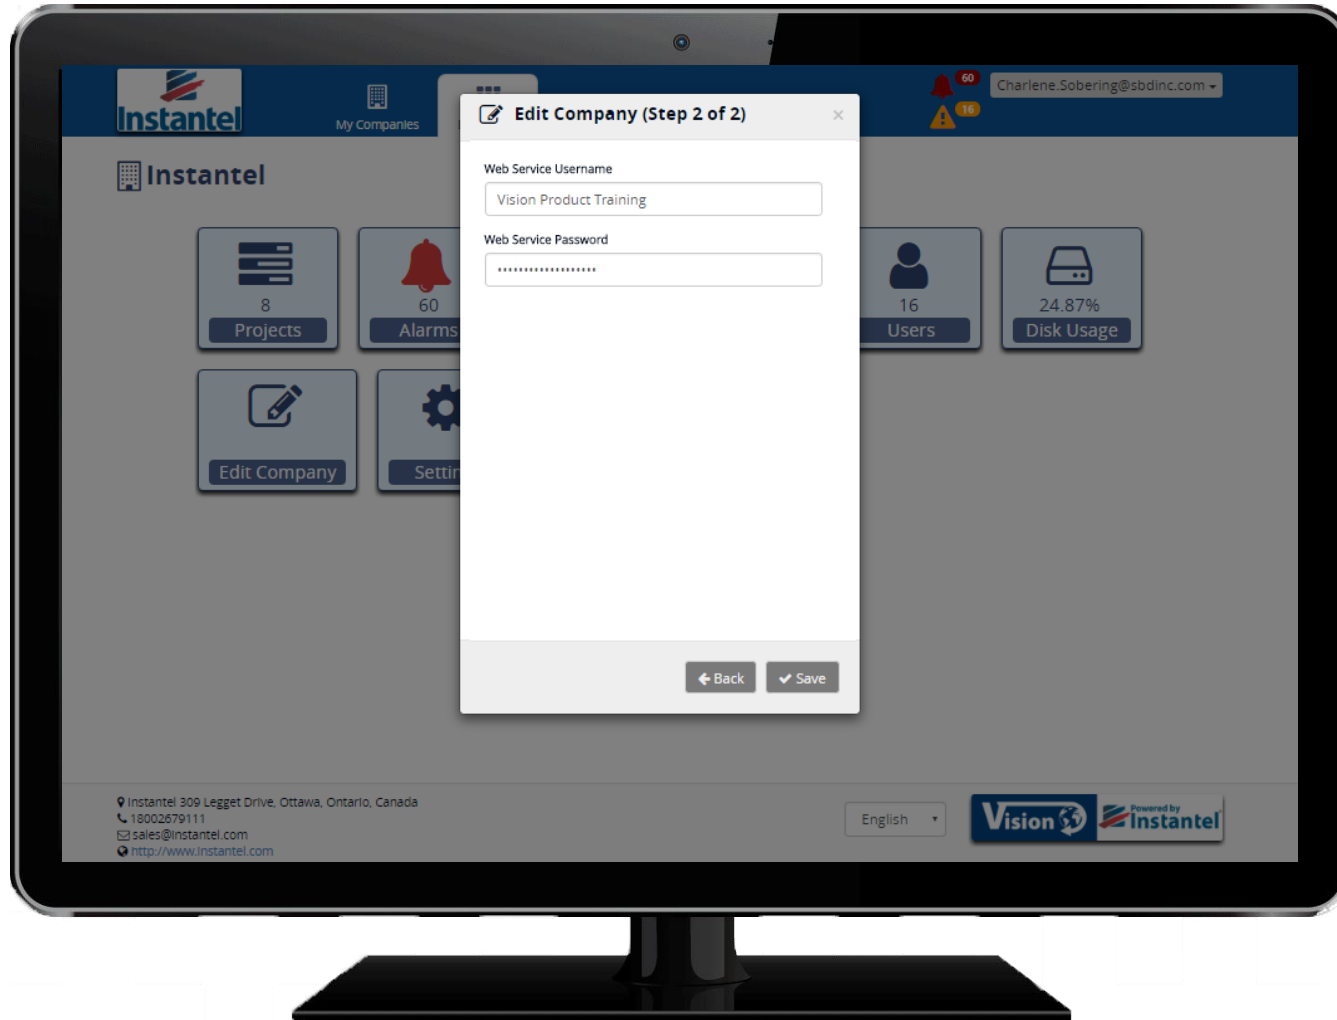 Instantel
My Companies
60
16
Charlene.Sobering@sbdinc.com
Edit Company (Step 2 of 2)
×
Instantel
Web Service Username
Vision Product Training
Web Service Password
•••••••••••••••••••
8
Projects
60
Alarms
16
Users
24.87%
Disk Usage
Edit Company
Settin
Back
Save
Instantel 309 Legget Drive, Ottawa, Ontario, Canada
18002679111
sales@instantel.com
http://www.instantel.com
English
Vision
Powered by
Instantel